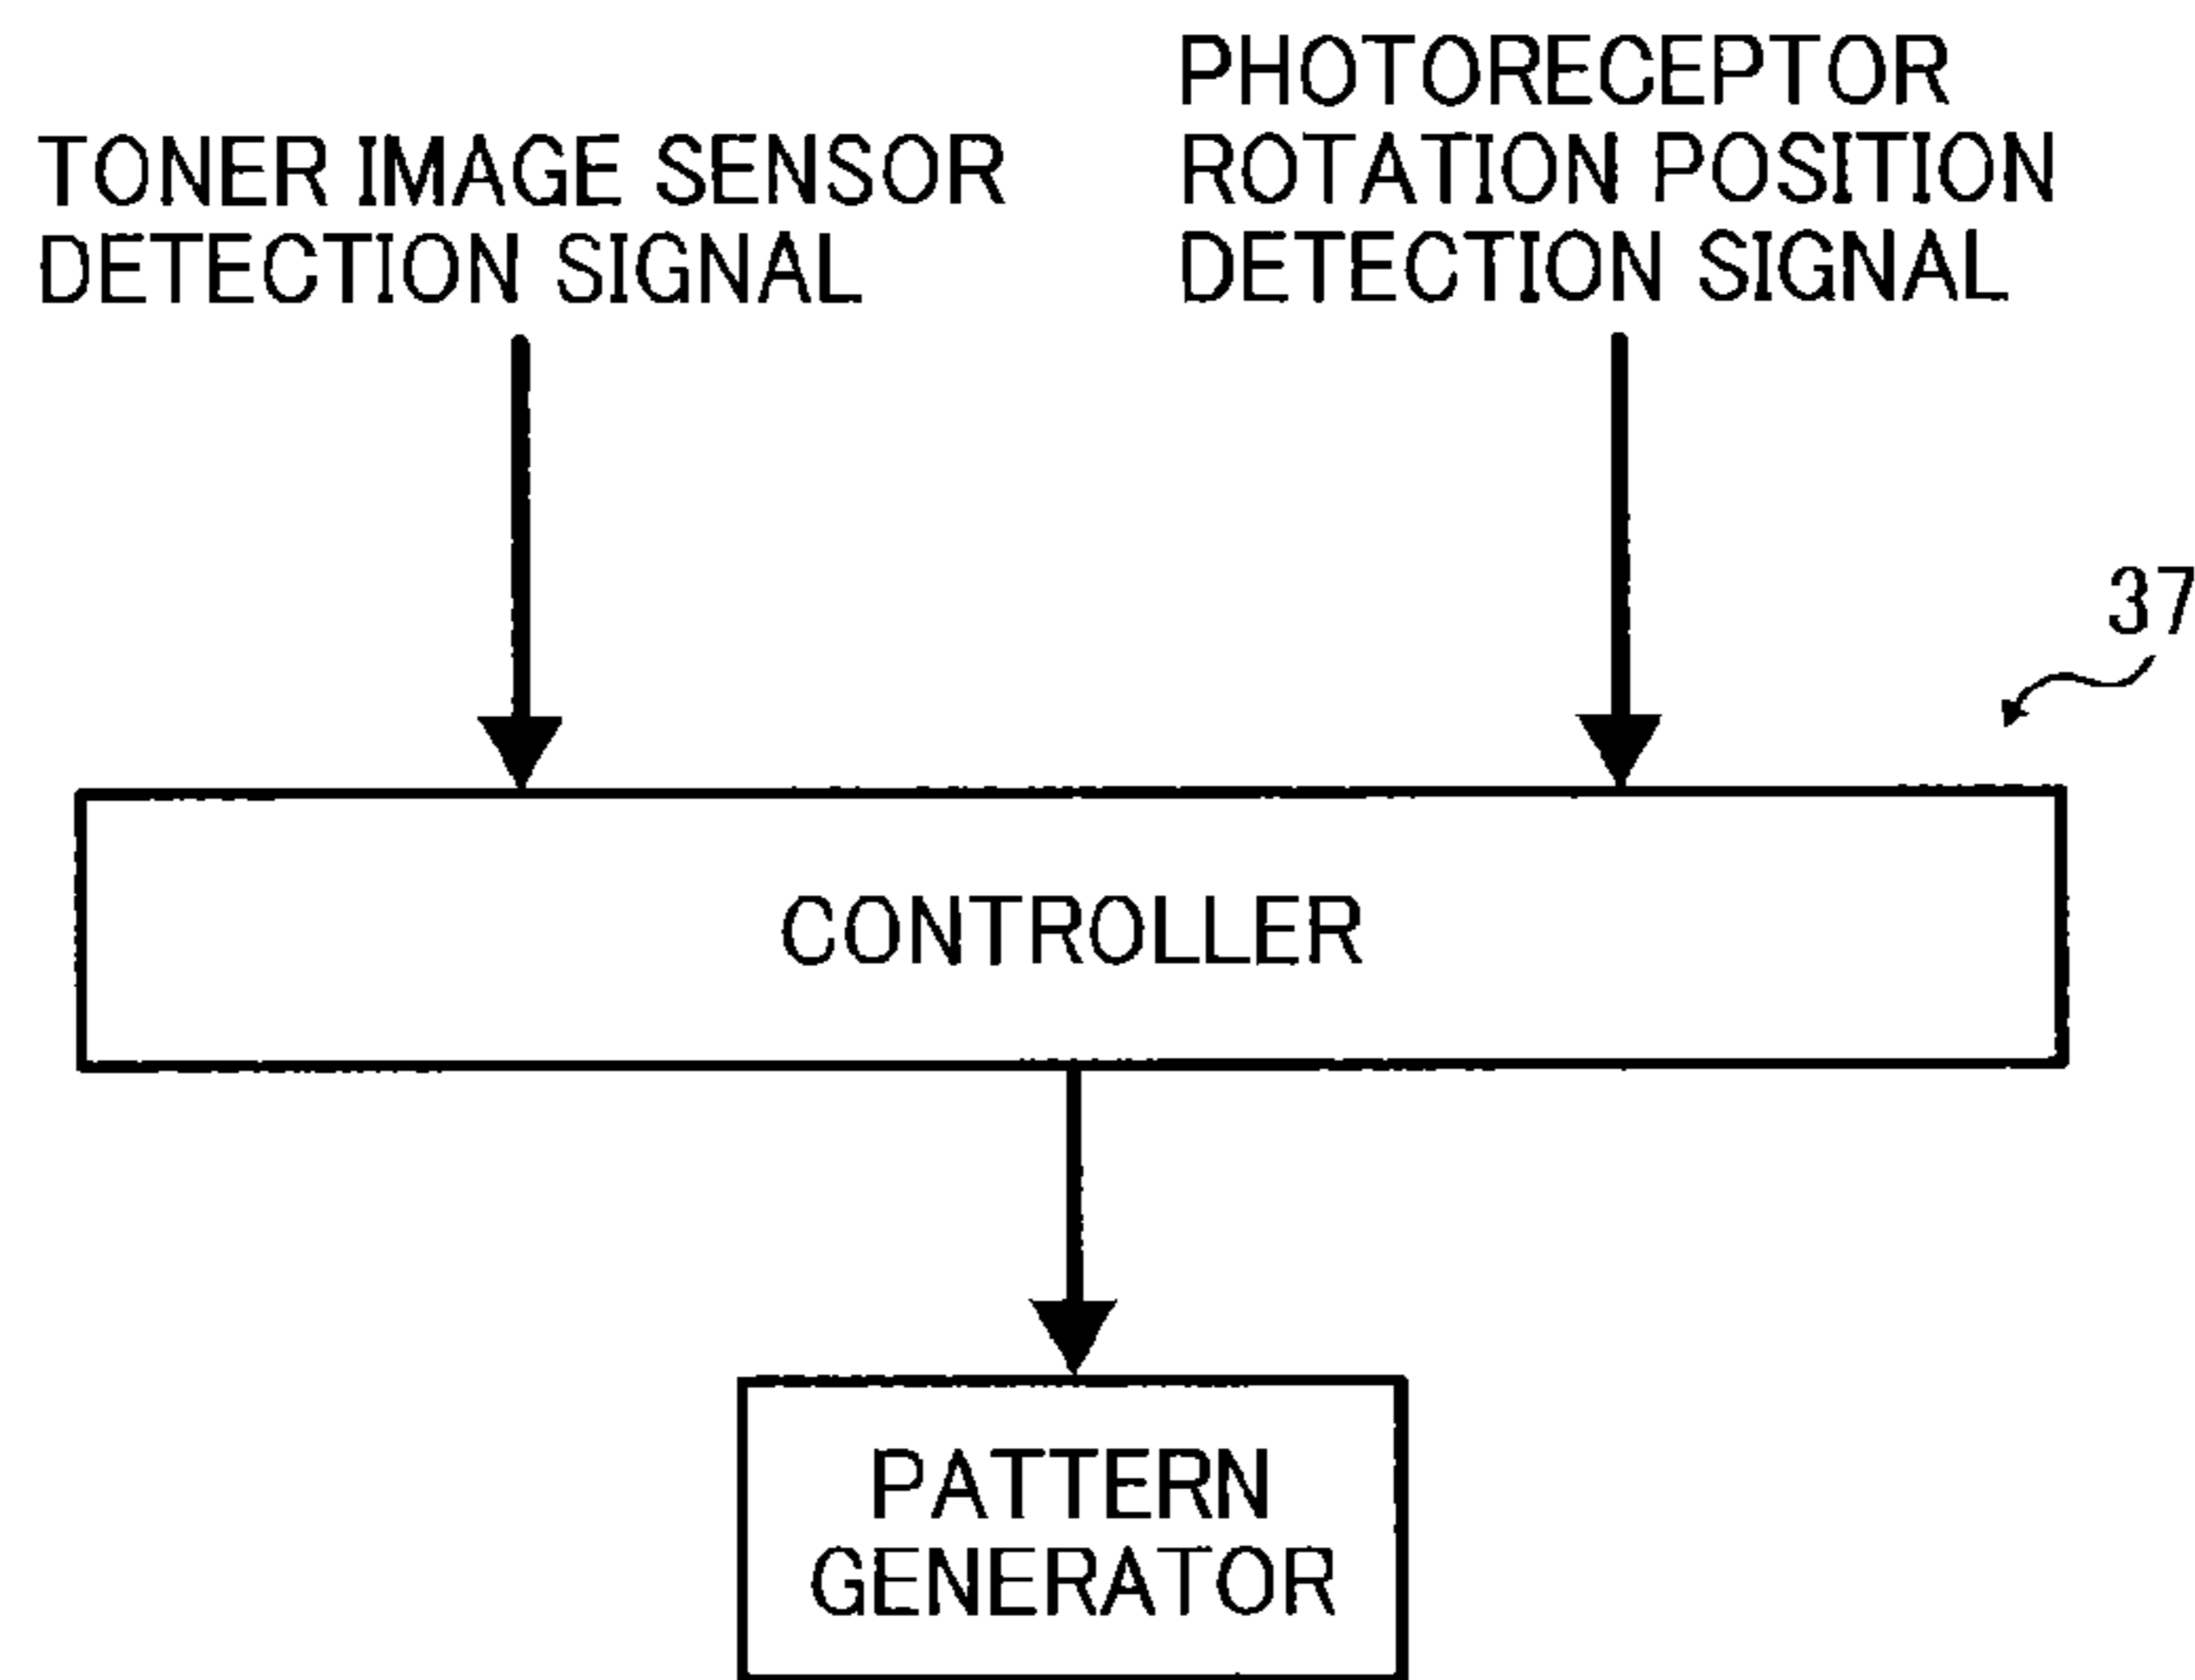 TONER IMAGE SENSOR
DETECTION SIGNAL
PHOTORECEPTOR
ROTATION POSITION
DETECTION SIGNAL
37
CONTROLLER
PATTERN
GENERATOR